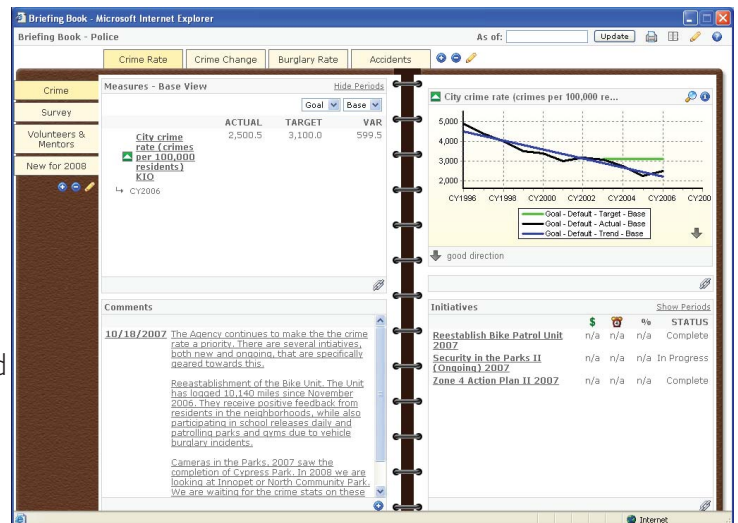 Briefing Book - Microsoft Internet Explorer
Briefing Book - Police
As of:
Update
Crime Rate
Crime Change
Burglary Rate
Accidents
Crime
Survey
Volunteers &
Mentors
New for 2008
Measures - Base View
Hide Periods
Goal
Base
ACTUAL TARGET VAR
City crime 2,500.5 3,100.0 599.5
rate (crimes
per 100,000
residents)
KIO
CY2006
City crime rate (crimes per 100,000 re...
5,000
4,000
3,000
2,000
CY1996 CY1998 CY2000 CY2002 CY2004 CY2006 CY200
Goal - Default - Target - Base
Goal - Default - Actual - Base
Goal - Default - Trend - Base
good direction
Comments
10/18/2007 The Agency continues to make the the crime
rate a priority. There are several intiatives,
both new and ongoing, that are specifically
geared towards this.
Reeastablishment of the Bike Unit. The Unit
has logged 10,140 miles since November
2006. They receive positive feedback from
residents in the neighborhoods, while also
participating in school releases daily and
patrolling parks and gyms due to vehicle
burglary incidents.
Cameras in the Parks, 2007 saw the
completion of Cypress Park. In 2008 we are
looking at Innopet or North Community Park.
We are waiting for the crime stats on these
Initiatives
Show Periods
$ % STATUS
Reestablish Bike Patrol Unit n/a n/a n/a Complete
2007
Security in the Parks II n/a n/a n/a In Progress
(Ongoing) 2007
Zone 4 Action Plan II 2007 n/a n/a n/a Complete
Internet
d